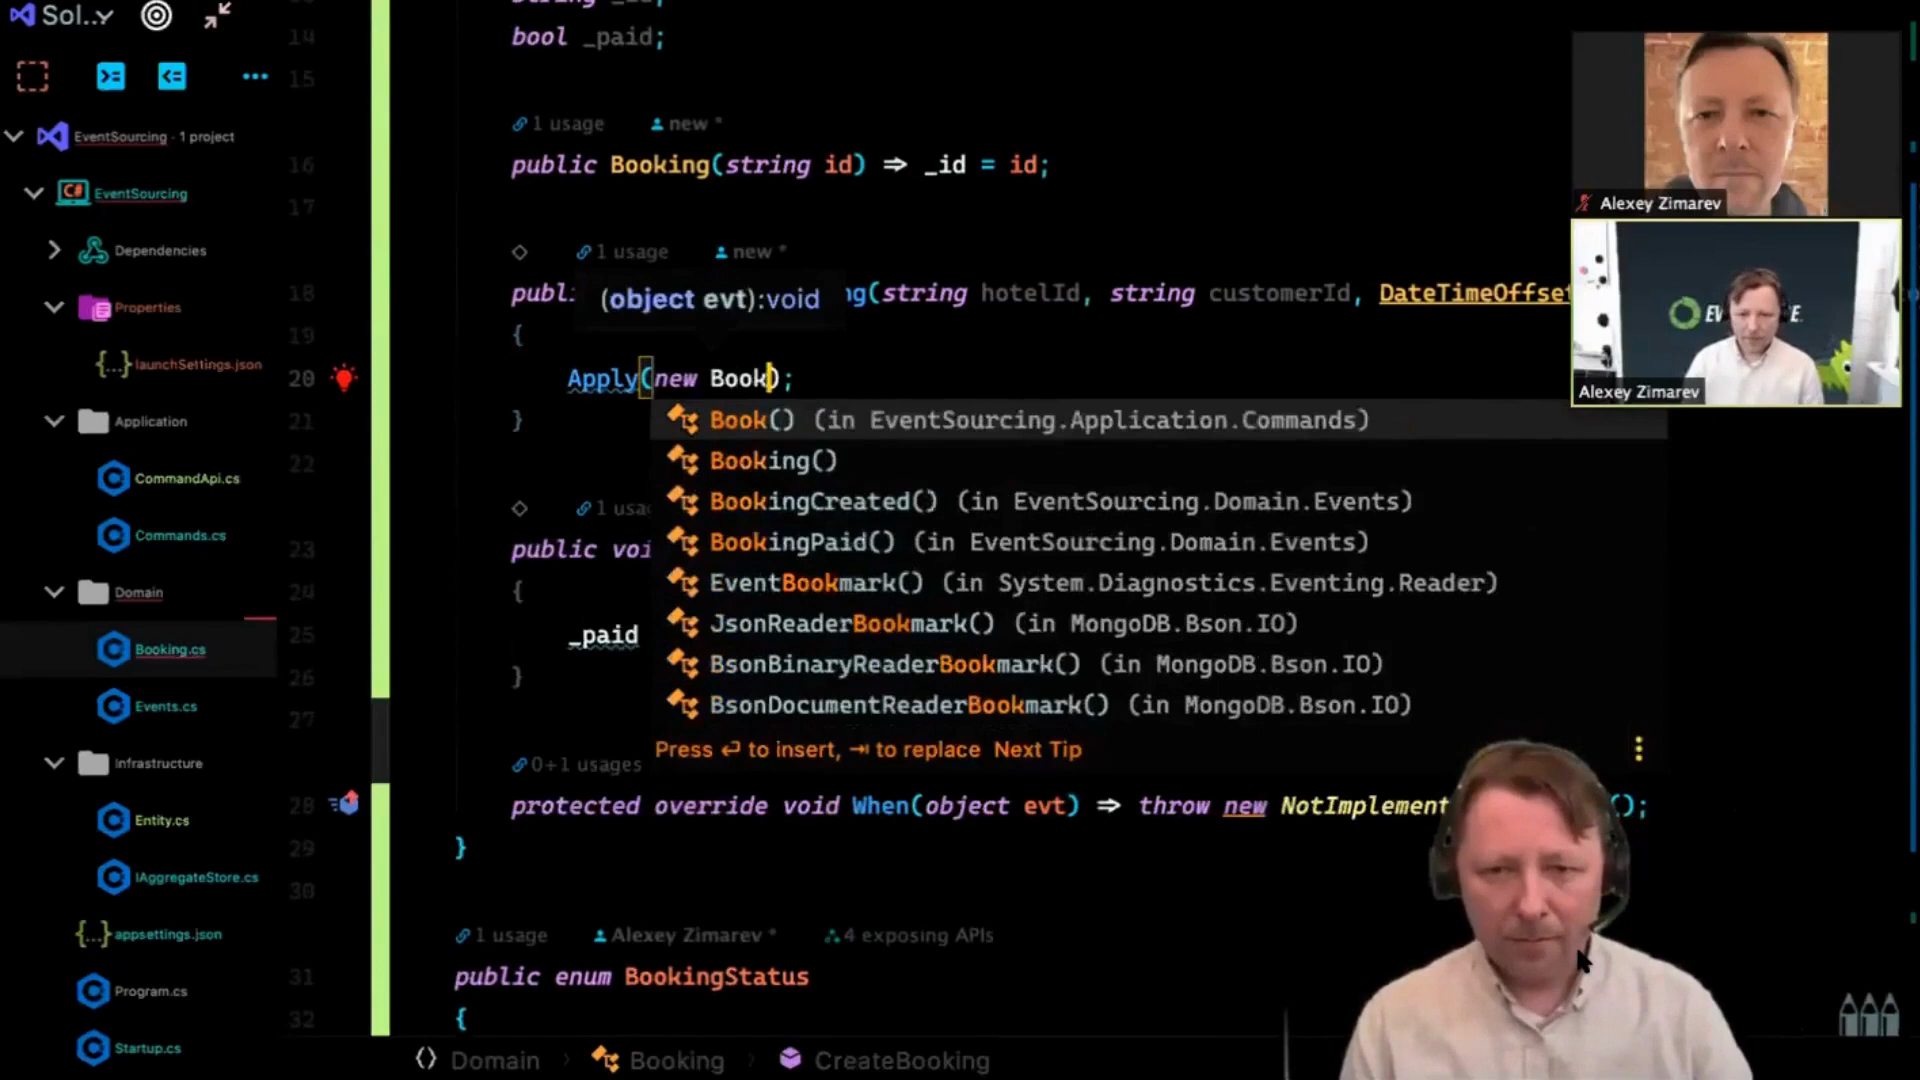 Sol..
14
bool _paid;
15
EventSourcing - 1 project
1 usage new *
16
public Booking(string id) => _id = id;
EventSourcing
17
Dependencies
1 usage new *
Properties
18
(object evt):void
ng(string hotelId, string customerId, DateTimeOffset
19
{
launchSettings.json
20
Apply(new Book);
Application
21
}
Book() (in EventSourcing.Application.Commands)
22
Booking()
CommandApi.cs
BookingCreated() (in EventSourcing.Domain.Events)
Commands.cs
23
public voi
BookingPaid() (in EventSourcing.Domain.Events)
Domain
24
{
EventBookmark() (in System.Diagnostics.Eventing.Reader)
25
_paid
JsonReaderBookmark() (in MongoDB.Bson.IO)
Booking.cs
26
}
BsonBinaryReaderBookmark() (in MongoDB.Bson.IO)
Events.cs
27
BsonDocumentReaderBookmark() (in MongoDB.Bson.IO)
Press ↩ to insert, ⇥ to replace Next Tip
Infrastructure
0+1 usages
28
protected override void When(object evt) => throw new NotImplement ();
Entity.cs
29
}
IAggregateStore.cs
30
appsettings.json
1 usage Alexey Zimarev * 4 exposing APIs
31
public enum BookingStatus
Program.cs
32
{
Startup.cs
Domain Booking CreateBooking
Alexey Zimarev
Alexey Zimarev